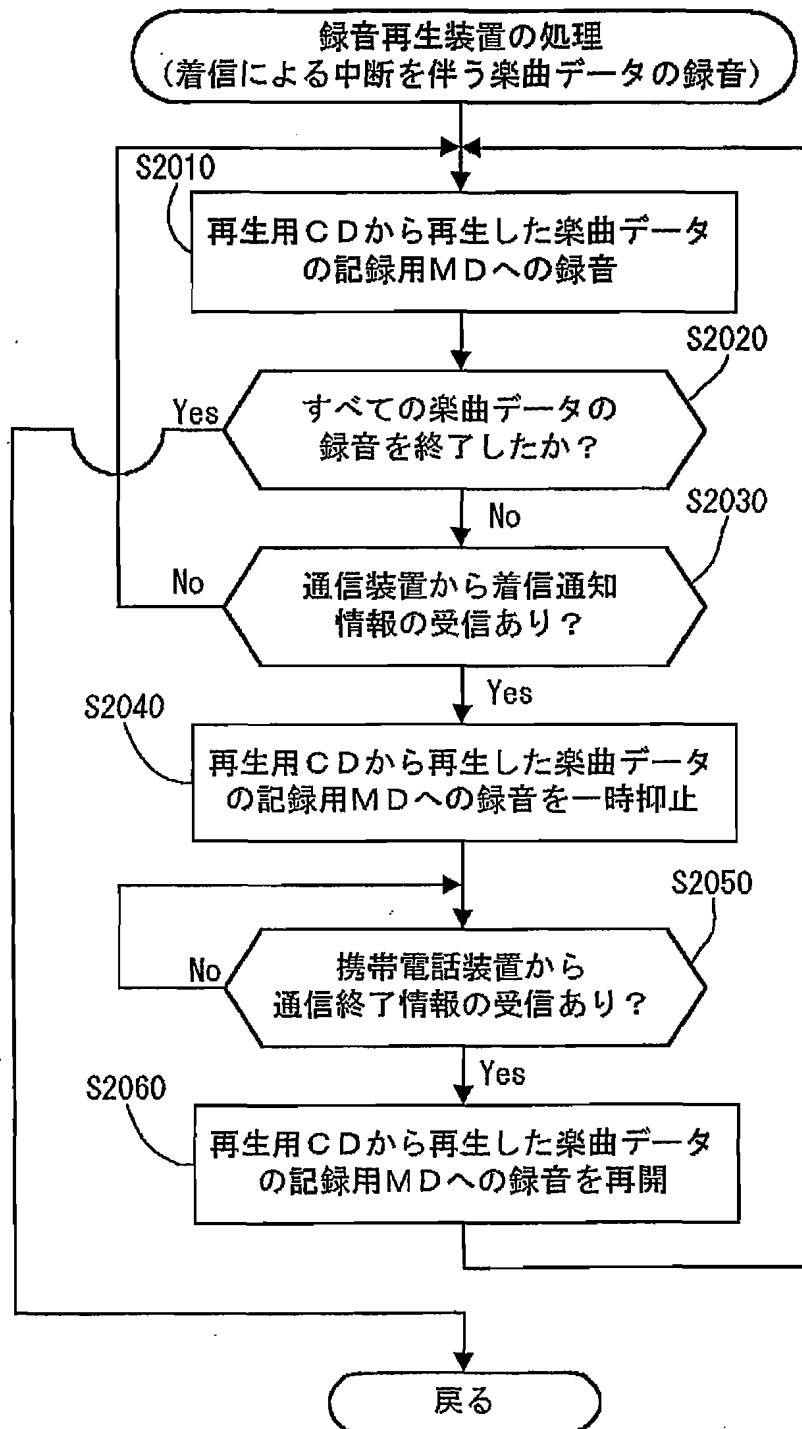 録音再生装置の処理
(着信による中断を伴う楽曲データの録音)
S2010
再生用CDから再生した楽曲データ
の記録用MDへの録音
S2020
Yes
すべての楽曲データの
録音を終了したか？
No
S2030
No
通信装置から着信通知
情報の受信あり？
Yes
S2040
再生用CDから再生した楽曲データ
の記録用MDへの録音を一時抑止
S2050
No
携帯電話装置から
通信終了情報の受信あり？
Yes
S2060
再生用CDから再生した楽曲データ
の記録用MDへの録音を再開
戻る